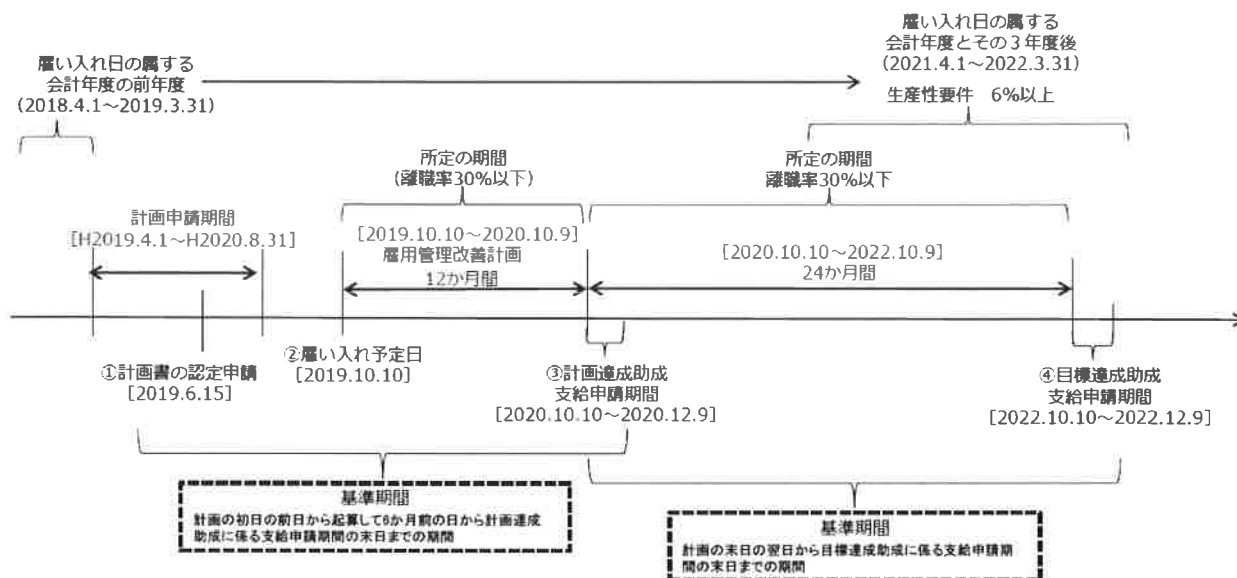 雇い入れ日の属する
会計年度の前年度
(2018.4.1～2019.3.31)
雇い入れ日の属する
会計年度とその3年度後
(2021.4.1～2022.3.31)
生産性要件　6%以上
所定の期間
(離職率30%以下)
所定の期間
離職率30%以下
計画申請期間
[H2019.4.1～H2020.8.31]
[2019.10.10～2020.10.9]
雇用管理改善計画
12か月間
[2020.10.10～2022.10.9]
24か月間
①計画書の認定申請
[2019.6.15]
②雇い入れ予定日
[2019.10.10]
③計画達成助成
支給申請期間
[2020.10.10～2020.12.9]
④目標達成助成
支給申請期間
[2022.10.10～2022.12.9]
基準期間
計画の初日の前日から起算して6か月前の日から計画達成
助成に係る支給申請期間の末日までの期間
基準期間
計画の末日の翌日から目標達成助成に係る支給申請期
間の末日までの期間